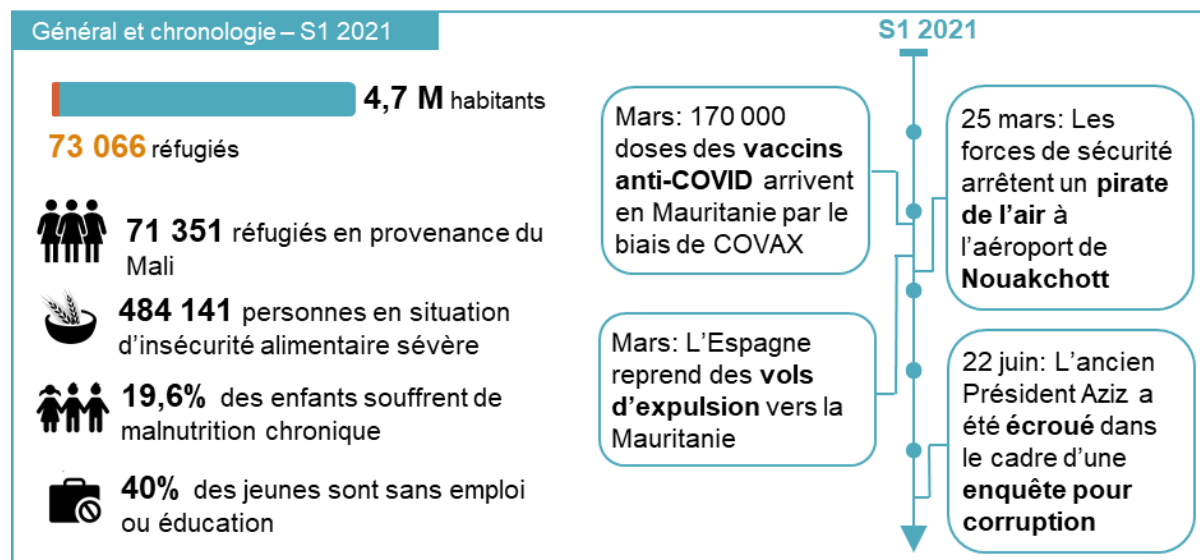 Général et chronologie – S1 2021
4,7 M habitants
73 066 réfugiés
71 351 réfugiés en provenance du
Mali
484 141 personnes en situation
d’insécurité alimentaire sévère
19,6% des enfants souffrent de
malnutrition chronique
40% des jeunes sont sans emploi
ou éducation
S1 2021
Mars: 170 000
doses des vaccins
anti-COVID arrivent
en Mauritanie par le
biais de COVAX
25 mars: Les
forces de sécurité
arrêtent un pirate
de l’air à
l’aéroport de
Nouakchott
Mars: L’Espagne
reprend des vols
d’expulsion vers la
Mauritanie
22 juin: L’ancien
Président Aziz a
été écroué dans
le cadre d’une
enquête pour
corruption